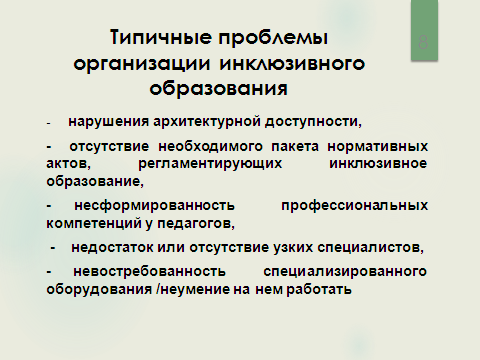 8
Типичные проблемы
организации инклюзивного
образования
- нарушения архитектурной доступности,
- отсутствие необходимого пакета нормативных
актов, регламентирующих инклюзивное
образование,
- несформированность профессиональных
компетенций у педагогов,
- недостаток или отсутствие узких специалистов,
- невостребованность специализированного
оборудования /неумение на нем работать